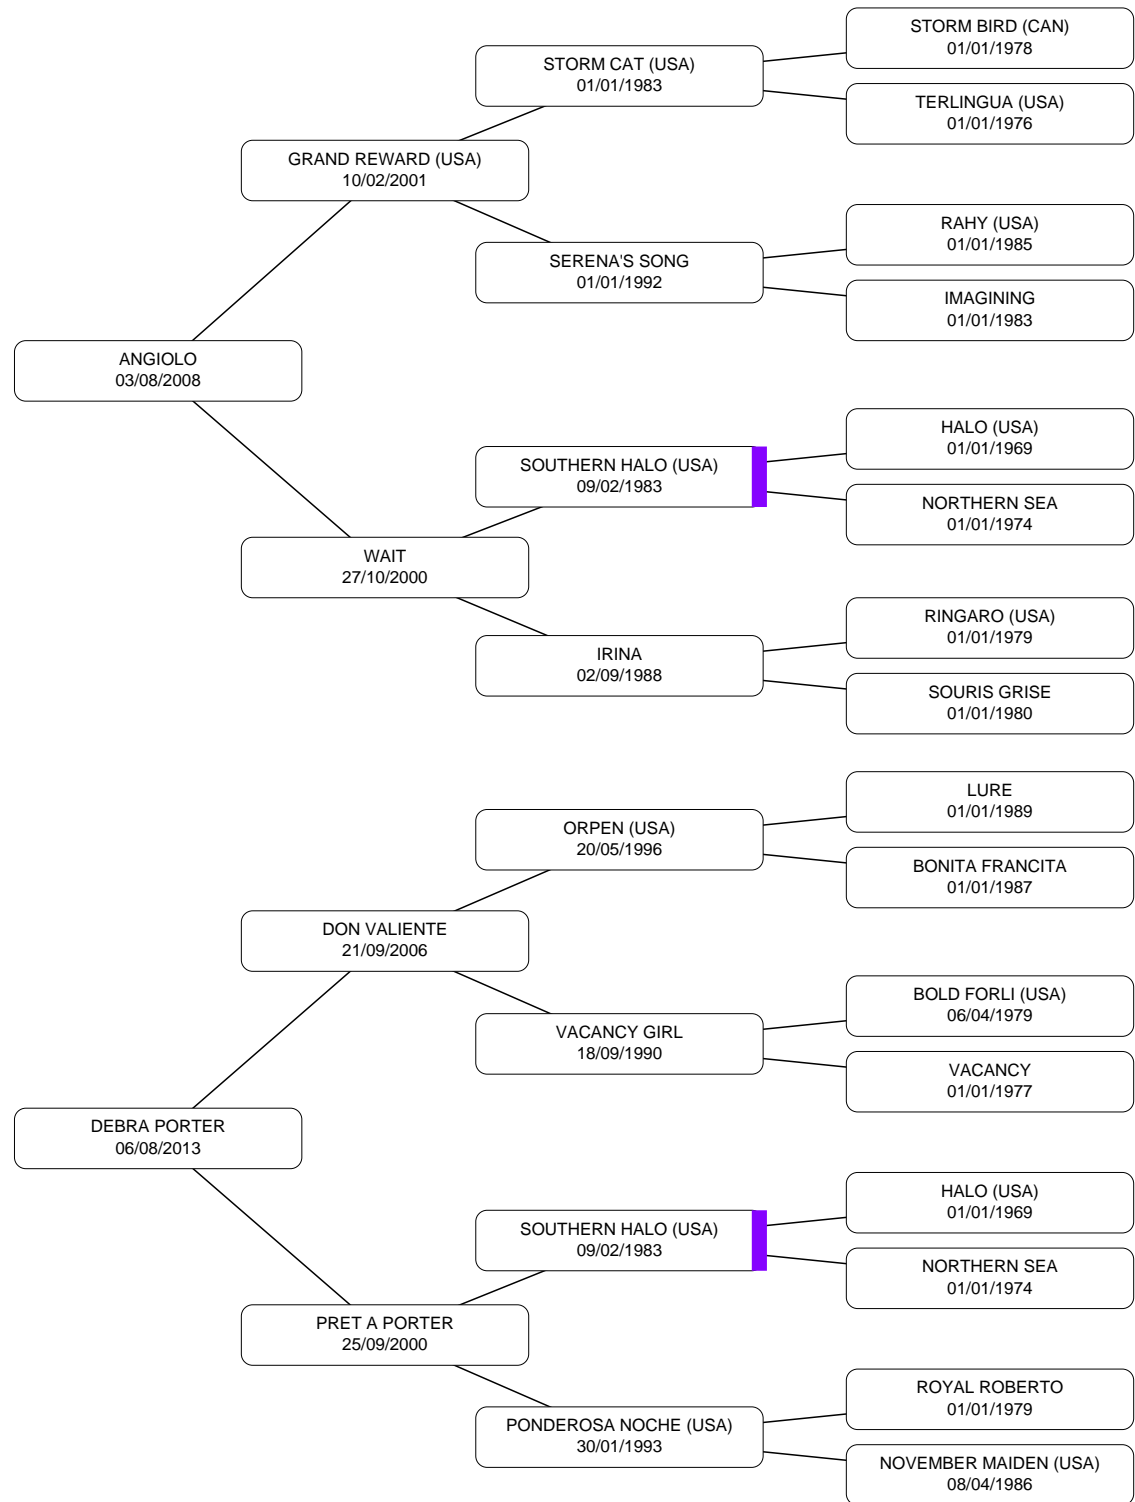 STORM BIRD (CAN)
01/01/1978
STORM CAT (USA)
01/01/1983
TERLINGUA (USA)
01/01/1976
GRAND REWARD (USA)
10/02/2001
RAHY (USA)
01/01/1985
SERENA'S SONG
01/01/1992
IMAGINING
01/01/1983
ANGIOLO
03/08/2008
HALO (USA)
01/01/1969
SOUTHERN HALO (USA)
09/02/1983
NORTHERN SEA
01/01/1974
WAIT
27/10/2000
RINGARO (USA)
01/01/1979
IRINA
02/09/1988
SOURIS GRISE
01/01/1980
LURE
01/01/1989
ORPEN (USA)
20/05/1996
BONITA FRANCITA
01/01/1987
DON VALIENTE
21/09/2006
BOLD FORLI (USA)
06/04/1979
VACANCY GIRL
18/09/1990
VACANCY
01/01/1977
DEBRA PORTER
06/08/2013
HALO (USA)
01/01/1969
SOUTHERN HALO (USA)
09/02/1983
NORTHERN SEA
01/01/1974
PRET A PORTER
25/09/2000
ROYAL ROBERTO
01/01/1979
PONDEROSA NOCHE (USA)
30/01/1993
NOVEMBER MAIDEN (USA)
08/04/1986